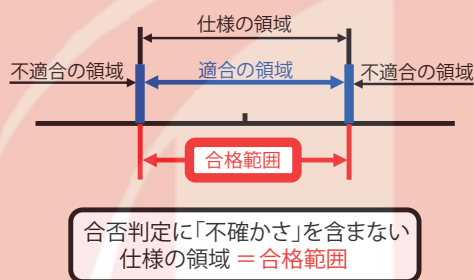 仕様の領域
不適合の領域
適合の領域
不適合の領域
合格範囲
合否判定に「不確かさ」を含まない
仕様の領域＝合格範囲